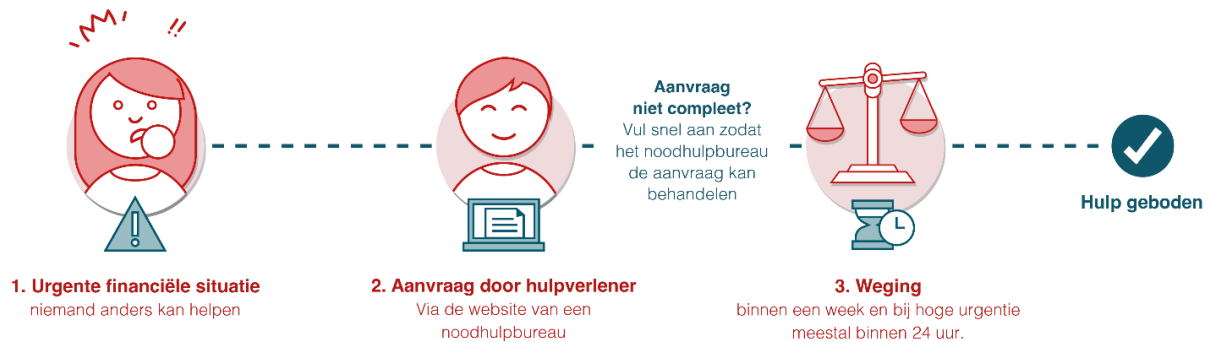 !!
1. Urgente financiële situatie
niemand anders kan helpen
2. Aanvraag door hulpverlener
Via de website van een
noodhulpbureau
Aanvraag
niet compleet?
Vul snel aan zodat
het noodhulpbureau
de aanvraag kan
behandelen
3. Weging
binnen een week en bij hoge urgentie
meestal binnen 24 uur.
Hulp geboden